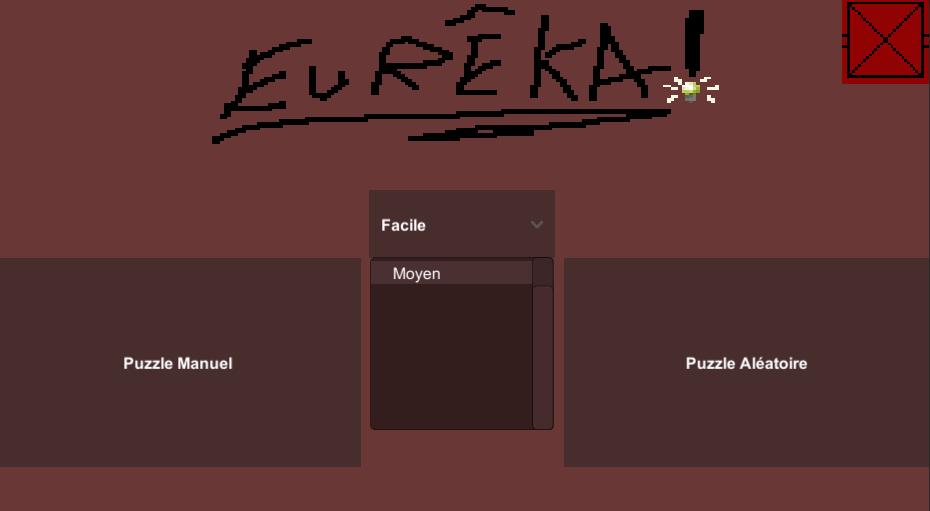 EURÊKA!
Facile
Moyen
Puzzle Manuel
Puzzle Aléatoire